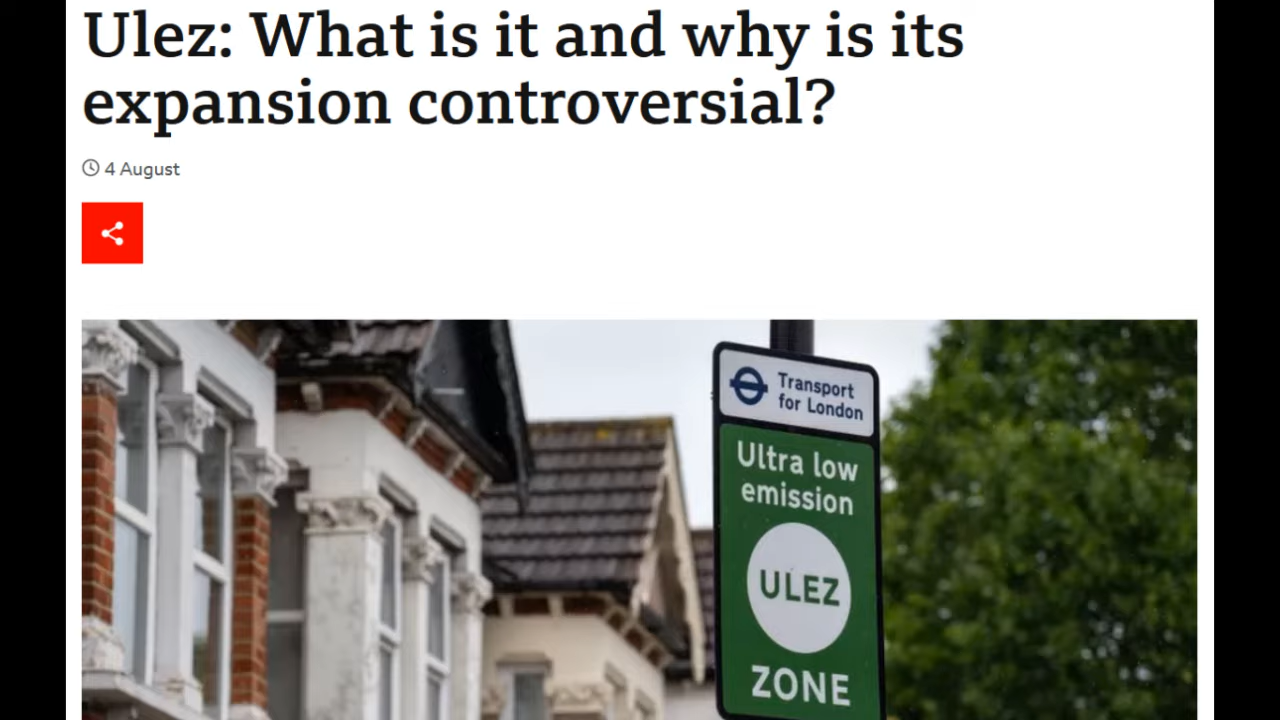 Ulez: What is it and why is its
expansion controversial?
4 August
Transport
for London
Ultra low
emission
ULEZ
ZONE